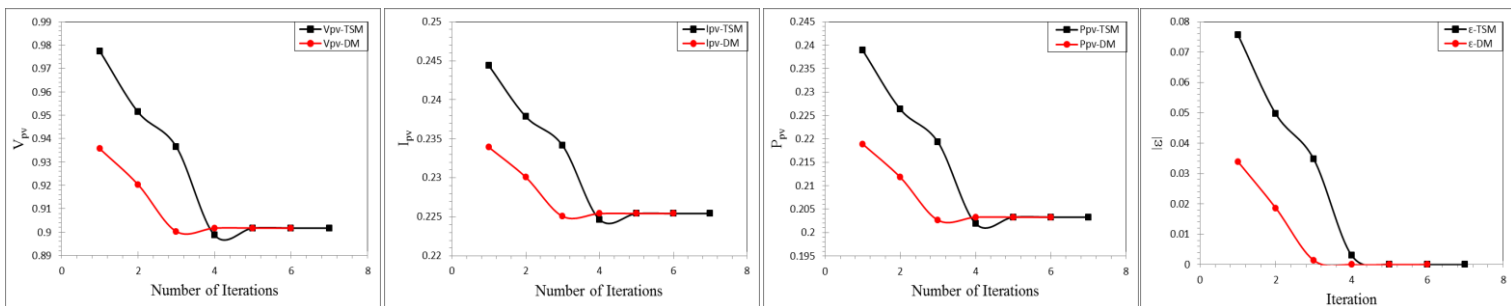 0.99
0.98
0.97
0.96
0.95
0.94
0.93
0.92
0.91
0.9
0.89
0 2 4 6 8
V_pv
Number of Iterations
Vpv-TSM
Vpv-DM
0.25
0.245
0.24
0.235
0.23
0.225
0.22
0 2 4 6 8
I_pv
Number of Iterations
Ipv-TSM
Ipv-DM
0.245
0.24
0.235
0.23
0.225
0.22
0.215
0.21
0.205
0.2
0.195
0 2 4 6 8
P_pv
Number of Iterations
Ppv-TSM
Ppv-DM
0.08
0.07
0.06
0.05
0.04
0.03
0.02
0.01
0
0 2 4 6 8
|ε|
Iteration
ε-TSM
ε-DM